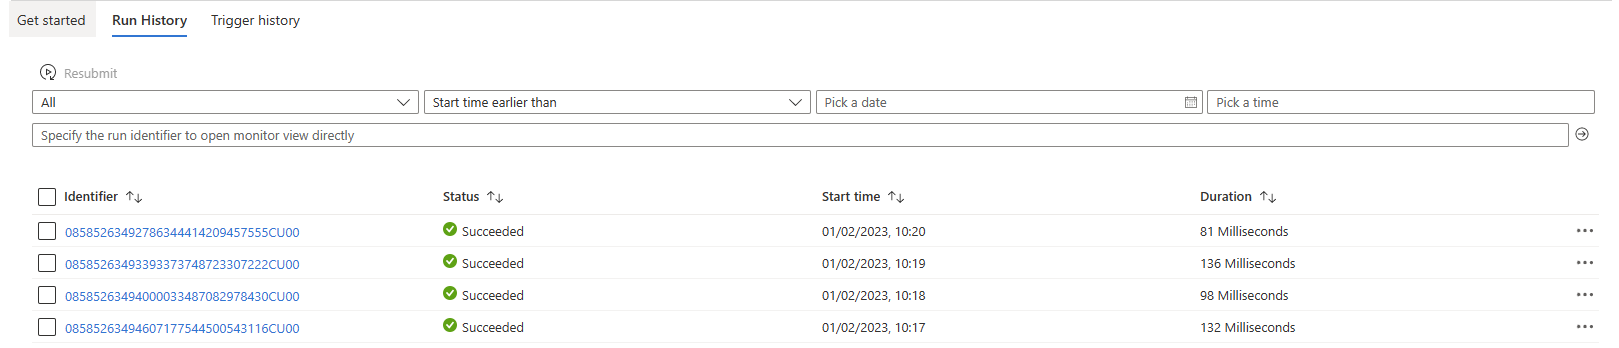 Get started Run History Trigger history
Resubmit
All Start time earlier than Pick a date Pick a time
Specify the run identifier to open monitor view directly
Identifier Status Start time Duration
08585263492786344414209457555CU00 Succeeded 01/02/2023, 10:20 81 Milliseconds
08585263493393373748723307222CU00 Succeeded 01/02/2023, 10:19 136 Milliseconds
08585263494000033487082978430CU00 Succeeded 01/02/2023, 10:18 98 Milliseconds
08585263494607177544500543116CU00 Succeeded 01/02/2023, 10:17 132 Milliseconds